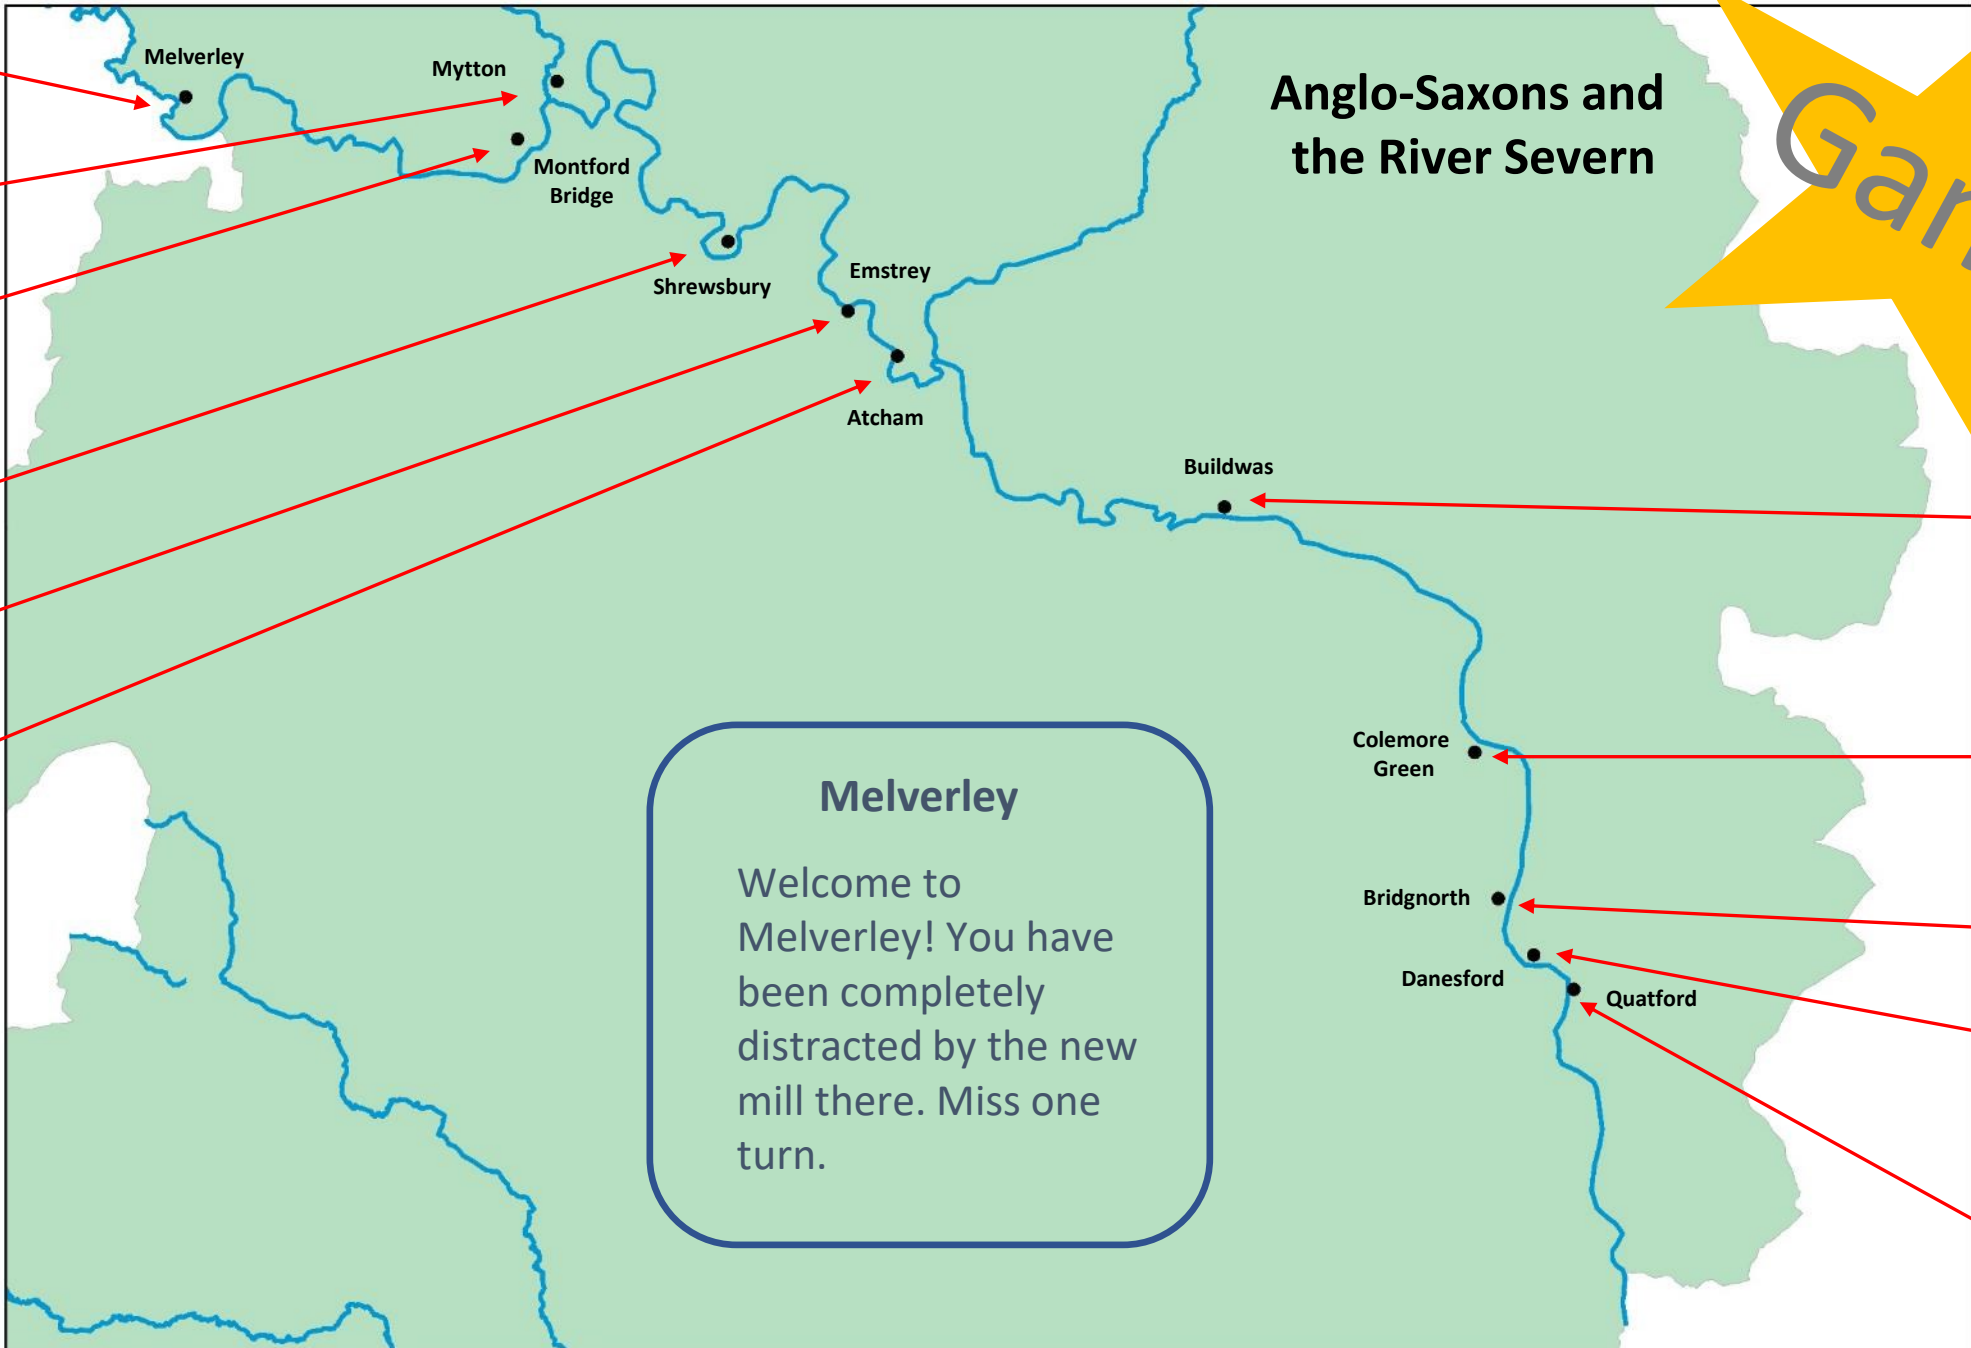 Melverley
Mytton
Anglo-Saxons and
the River Severn
Montford
Bridge
Shrewsbury
Emstrey
Atcham
Buildwas
Colemore
Green
Bridgnorth
Danesford
Quatford
Melverley
Welcome to
Melverley! You have
been completely
distracted by the new
mill there. Miss one
turn.